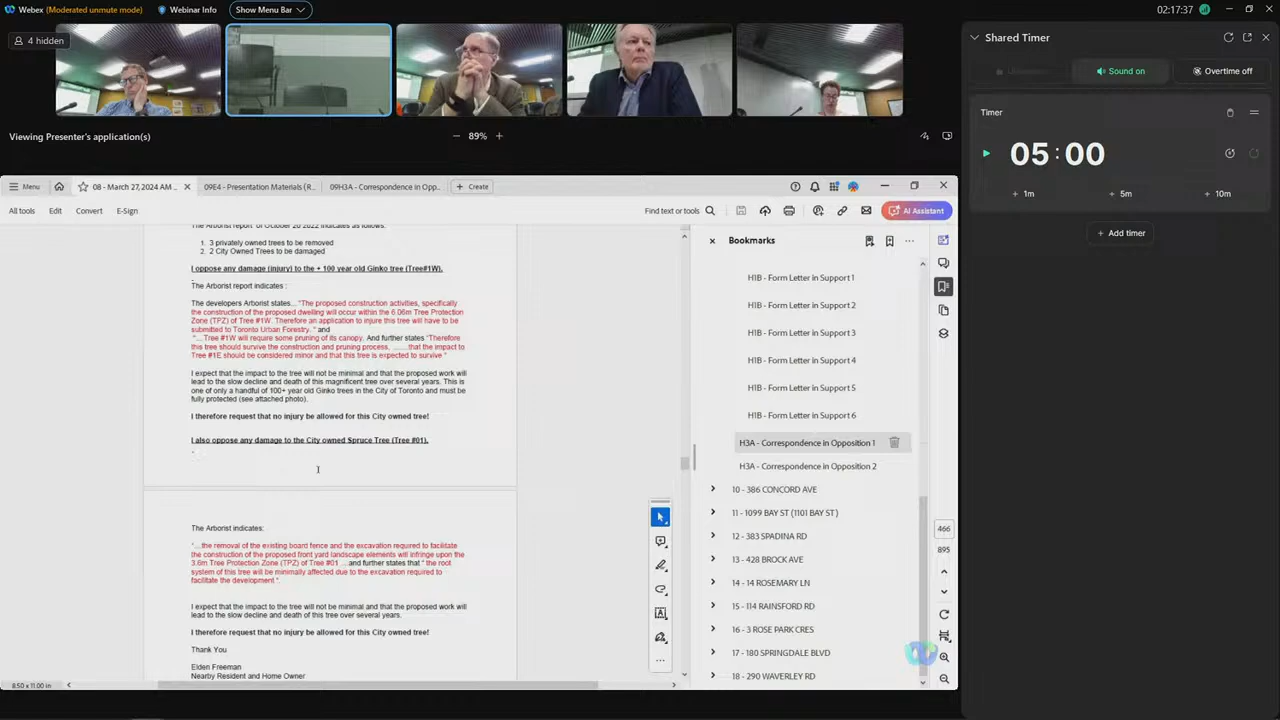 Webex (Moderated unmute mode)
Webinar Info
Show Menu Bar
02:17:37
4 hidden
Viewing Presenter's application(s)
89%
Shared Timer
Sound on
Overtime off
Timer
05:00
1m
5m
10m
Add timer
Menu
08 - March 27,2024 AM ...
09E4 - Presentation Materials (R...
09H3A - Correspondence in Opp...
Create
All tools
Edit
Convert
E-Sign
Find text or tools
AI Assistant
The Arborist report of October 20 2022 indicates as follows:
1. 3 privately owned trees to be removed
2. 2 City Owned Trees to be damaged
I oppose any damage (injury) to the + 100 year old Ginko tree (Tree#1W).
The Arborist report indicates :
The developers Arborist states... "The proposed construction activities, specifically
the construction of the proposed dwelling will occur within the 6.06m Tree Protection
Zone (TPZ) of Tree #1W. Therefore an application to injure this tree will have to be
submitted to Toronto Urban Forestry. " and
"....Tree #1W will require some pruning of its canopy. And further states "Therefore
this tree should survive the construction and pruning process. ........that the impact to
Tree #1E should be considered minor and that this tree is expected to survive "
I expect that the impact to the tree will not be minimal and that the proposed work will
lead to the slow decline and death of this magnificent tree over several years. This is
one of only a handful of 100+ year old Ginko trees in the City of Toronto and must be
fully protected (see attached photo).
I therefore request that no injury be allowed for this City owned tree!
I also oppose any damage to the City owned Spruce Tree (Tree #01).
The Arborist indicates:
"....the removal of the existing board fence and the excavation required to facilitate
the construction of the proposed front yard landscape elements will infringe upon the
3.6m Tree Protection Zone (TPZ) of Tree #01 ....and further states that " the root
system of this tree will be minimally affected due to the excavation required to
facilitate the development ".
I expect that the impact to the tree will not be minimal and that the proposed work will
lead to the slow decline and death of this tree over several years.
I therefore request that no injury be allowed for this City owned tree!
Thank You
Elden Freeman
Nearby Resident and Home Owner
8.50 x 11.00 in
Bookmarks
H1B - Form Letter in Support 1
H1B - Form Letter in Support 2
H1B - Form Letter in Support 3
H1B - Form Letter in Support 4
H1B - Form Letter in Support 5
H1B - Form Letter in Support 6
H3A - Correspondence in Opposition 1
H3A - Correspondence in Opposition 2
10 - 386 CONCORD AVE
11 - 1099 BAY ST (1101 BAY ST)
12 - 383 SPADINA RD
13 - 428 BROCK AVE
14 - 14 ROSEMARY LN
15 - 114 RAINSFORD RD
16 - 3 ROSE PARK CRES
17 - 180 SPRINGDALE BLVD
18 - 290 WAVERLEY RD
466
895